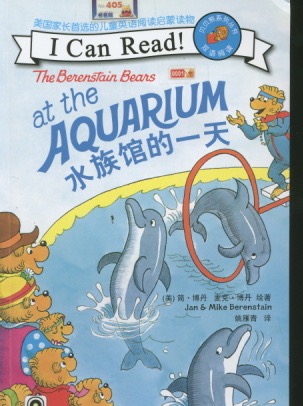 405
美国家长首选的儿童英语阅读启蒙读物
I Can Read!
The Berenstain Bears
at the
AQUARIUM
水族馆的一天
(美) 简·博丹 麦克·博丹 绘著
Jan & Mike Berenstain
姚雁青 译